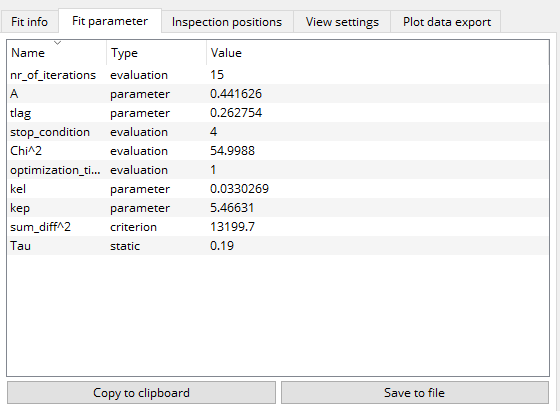 Fit info Fit parameter Inspection positions View settings Plot data export
Name Type Value
nr_of_iterations evaluation 15
A parameter 0.441626
tlag parameter 0.262754
stop_condition evaluation 4
Chi^2 evaluation 54.9988
optimization_ti... evaluation 1
kel parameter 0.0330269
kep parameter 5.46631
sum_diff^2 criterion 13199.7
Tau static 0.19
Copy to clipboard Save to file